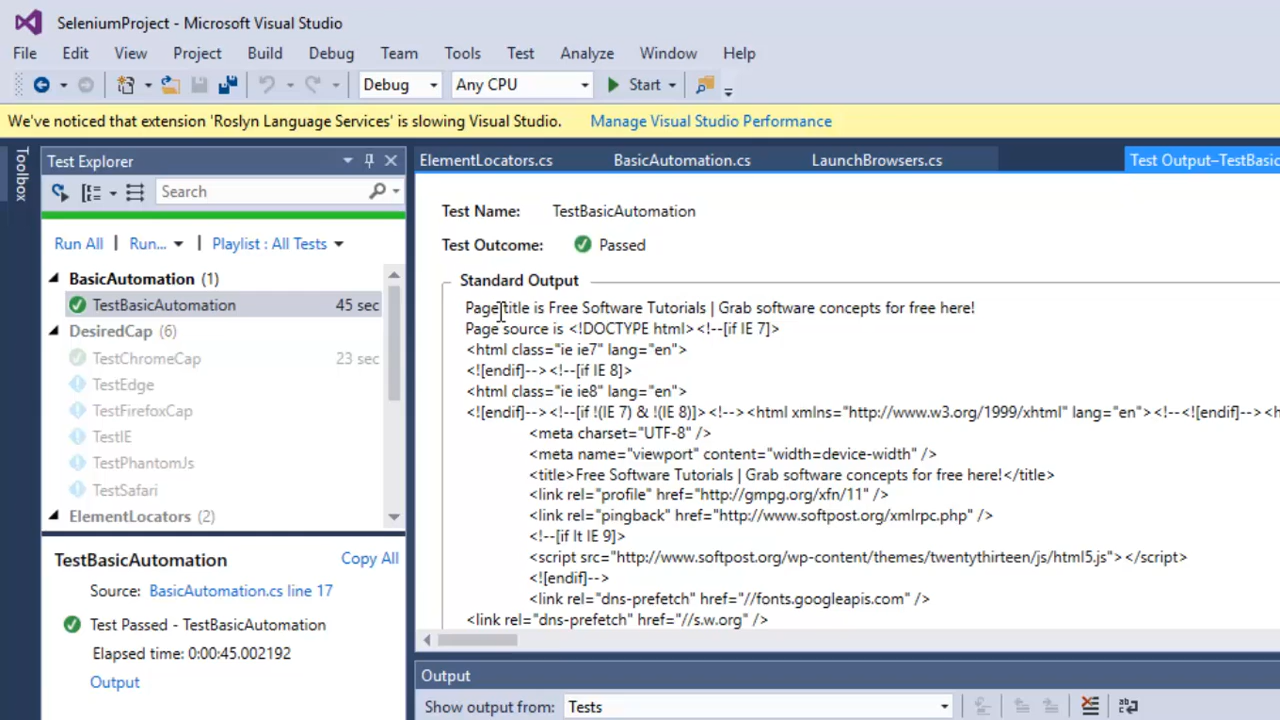 SeleniumProject - Microsoft Visual Studio
File Edit View Project Build Debug Team Tools Test Analyze Window Help
Debug Any CPU Start
We've noticed that extension 'Roslyn Language Services' is slowing Visual Studio. Manage Visual Studio Performance
Toolbox
Test Explorer
Search
Run All | Run... | Playlist : All Tests
BasicAutomation (1)
TestBasicAutomation 45 sec
DesiredCap (6)
TestChromeCap 23 sec
TestEdge
TestFirefoxCap
TestIE
TestPhantomJs
TestSafari
ElementLocators (2)
TestBasicAutomation Copy All
Source: BasicAutomation.cs line 17
Test Passed - TestBasicAutomation
Elapsed time: 0:00:45.002192
Output
ElementLocators.cs BasicAutomation.cs LaunchBrowsers.cs Test Output–TestBasic
Test Name: TestBasicAutomation
Test Outcome: Passed
Standard Output
Page title is Free Software Tutorials | Grab software concepts for free here!
Page source is <!DOCTYPE html><!--[if IE 7]>
<html class="ie ie7" lang="en">
<![endif]--><!--[if IE 8]>
<html class="ie ie8" lang="en">
<![endif]--><!--[if !(IE 7) & !(IE 8)]><!--><html xmlns="http://www.w3.org/1999/xhtml" lang="en"><!--<![endif]--><h
<meta charset="UTF-8" />
<meta name="viewport" content="width=device-width" />
<title>Free Software Tutorials | Grab software concepts for free here!</title>
<link rel="profile" href="http://gmpg.org/xfn/11" />
<link rel="pingback" href="http://www.softpost.org/xmlrpc.php" />
<!--[if lt IE 9]>
<script src="http://www.softpost.org/wp-content/themes/twentythirteen/js/html5.js"></script>
<![endif]-->
<link rel="dns-prefetch" href="//fonts.googleapis.com" />
<link rel="dns-prefetch" href="//s.w.org" />
Output
Show output from: Tests